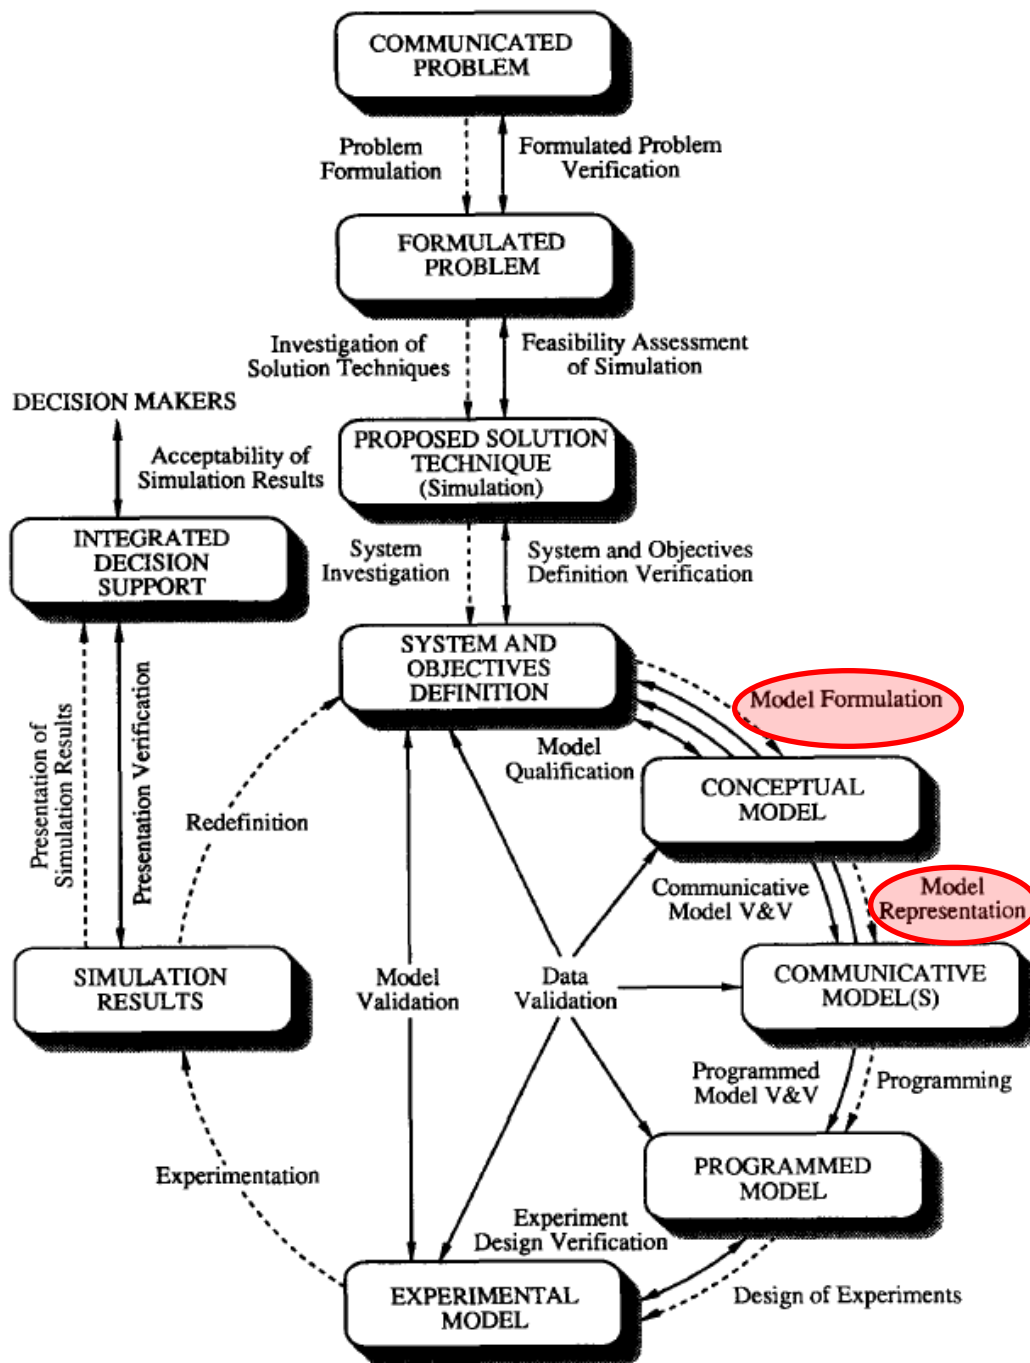 COMMUNICATED
PROBLEM
Problem
Formulation
Formulated Problem
Verification
FORMULATED
PROBLEM
Investigation of
Solution Techniques
Feasibility Assessment
of Simulation
DECISION MAKERS
Acceptability of
Simulation Results
PROPOSED SOLUTION
TECHNIQUE
(Simulation)
INTEGRATED
DECISION
SUPPORT
System
Investigation
System and Objectives
Definition Verification
SYSTEM AND
OBJECTIVES
DEFINITION
Model Formulation
Presentation of
Simulation Results
Presentation Verification
Model
Qualification
CONCEPTUAL
MODEL
Redefinition
Communicative
Model V&V
Model
Representation
SIMULATION
RESULTS
Model
Validation
Data
Validation
COMMUNICATIVE
MODEL(S)
Programmed
Model V&V
Programming
Experimentation
PROGRAMMED
MODEL
Experiment
Design Verification
EXPERIMENTAL
MODEL
Design of Experiments